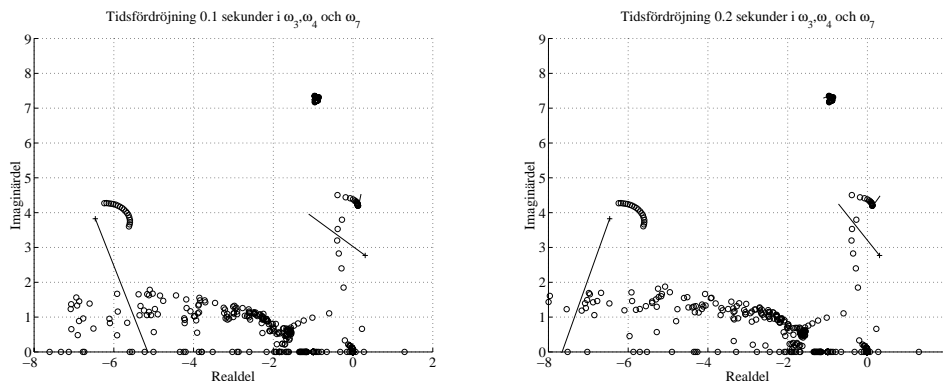 Tidsfördröjning 0.1 sekunder i ω₃,ω₄ och ω₇
9
8
7
6
5
4
3
2
1
0
Imaginärdel
−8 −6 −4 −2 0 2
Realdel
Tidsfördröjning 0.2 sekunder i ω₃,ω₄ och ω₇
9
8
7
6
5
4
3
2
1
0
Imaginärdel
−8 −6 −4 −2 0 2
Realdel